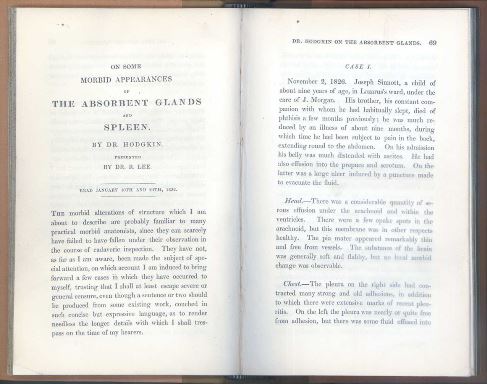 ON SOME
MORBID APPEARANCES
OF
THE ABSORBENT GLANDS
AND
SPLEEN.
BY DR. HODGKIN.
PRESENTED
BY DR. R. LEE.
READ JANUARY 10TH AND 24TH, 1832.
THE morbid alterations of structure which I am
about to describe are probably familiar to many
practical morbid anatomists, since they can scarcely
have failed to have fallen under their observation in
the course of cadaveric inspection. They have not,
as far as I am aware, been made the subject of spe-
cial attention, on which account I am induced to bring
forward a few cases in which they have occurred to
myself, trusting that I shall at least escape severe or
general censure, even though a sentence or two should
be produced from some existing work, couched in
such concise but expressive language, as to render
needless the longer details with which I shall tres-
pass on the time of my hearers.
DR. HODGKIN ON THE ABSORBENT GLANDS. 69
CASE I.
November 2, 1826. Joseph Sinnott, a child of
about nine years of age, in Lazarus's ward, under the
care of J. Morgan. His brother, his constant com-
panion with whom he had habitually slept, died of
phthisis a few months previously; he was much re-
duced by an illness of about nine months, during
which time he had been subject to pain in the back,
extending round to the abdomen. On his admission
his belly was much distended with ascites. He had
also effusion into the prepuce and scrotum. On the
latter was a large ulcer induced by a puncture made
to evacuate the fluid.
Head.—There was a considerable quantity of se-
rous effusion under the arachnoid and within the
ventricles. There were a few opake spots in the
arachnoid, but this membrane was in other respects
healthy. The pia mater appeared remarkably thin
and free from vessels. The substance of the brain
was generally soft and flabby, but no local morbid
change was observable.
Chest.—The pleura on the right side had con-
tracted many strong and old adhesions, in addition
to which there were extensive marks of recent pleu-
ritis. On the left the pleura was nearly or quite free
from adhesion, but there was some fluid effused into